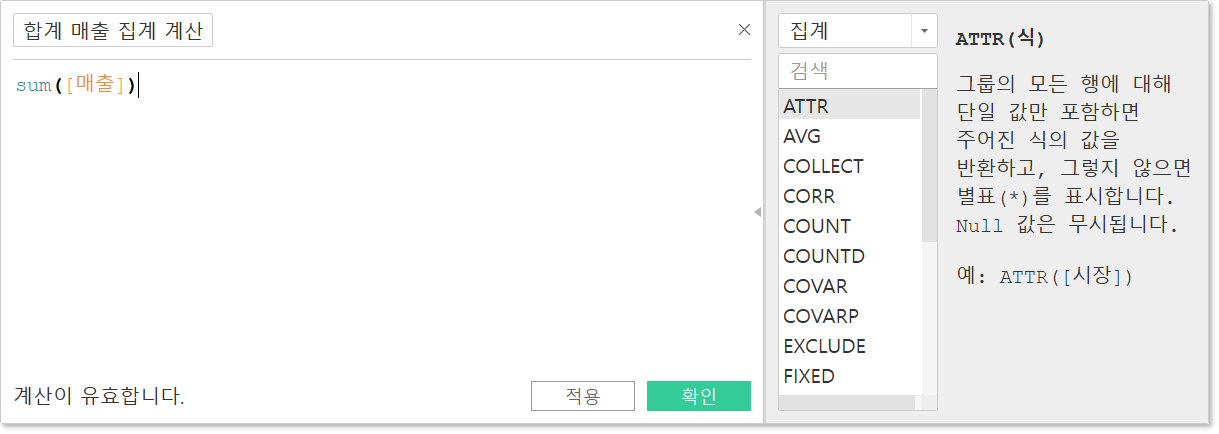 합계 매출 집계 계산
sum([매출])
계산이 유효합니다.
적용
확인
집계
검색
ATTR
AVG
COLLECT
CORR
COUNT
COUNTD
COVAR
COVARP
EXCLUDE
FIXED
ATTR(식)
그룹의 모든 행에 대해
단일 값만 포함하면
주어진 식의 값을
반환하고, 그렇지 않으면
별표(*)를 표시합니다.
Null 값은 무시됩니다.
예: ATTR([시장])